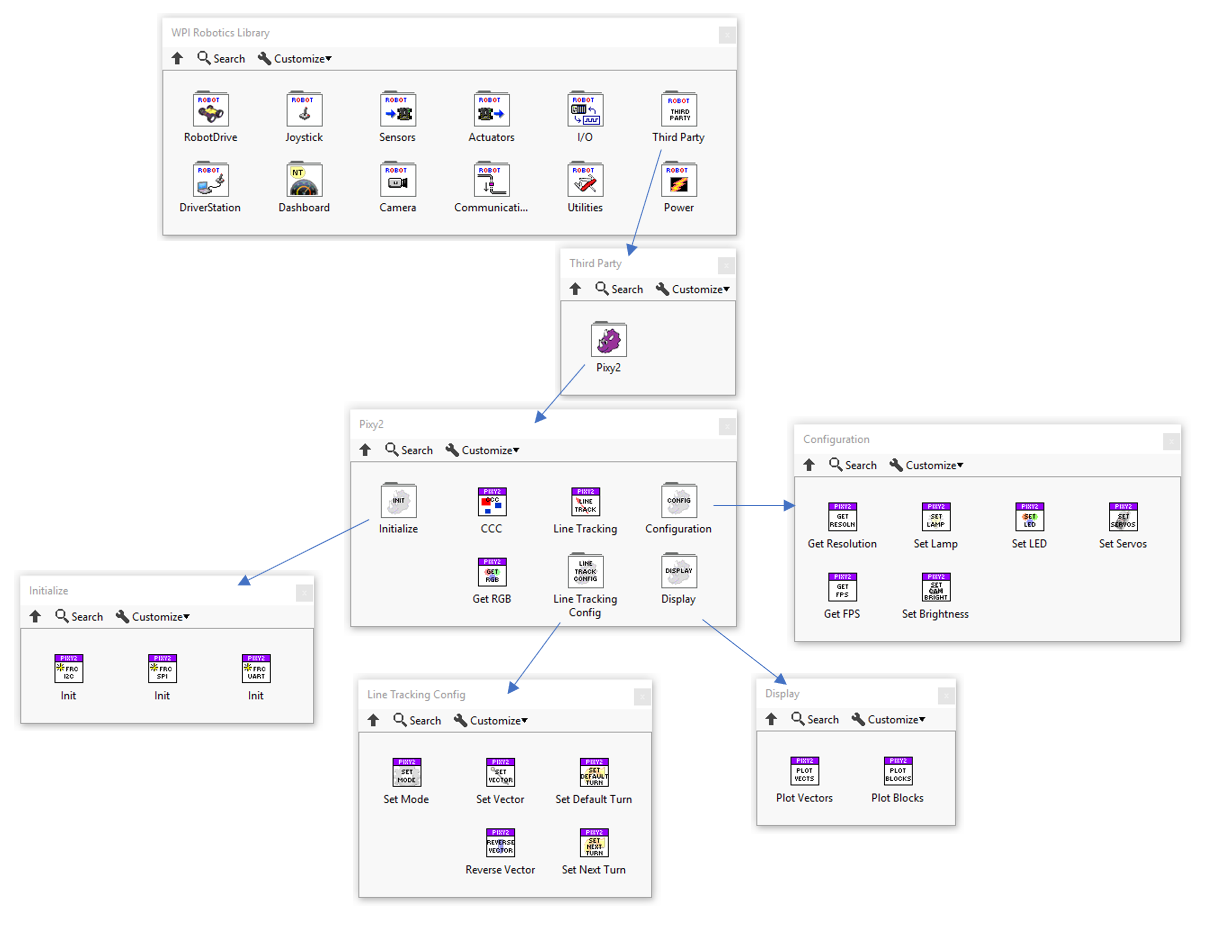 WPI Robotics Library
x
Search Customize
ROBOT ROBOT ROBOT ROBOT ROBOT ROBOT
THIRD
PARTY
RobotDrive Joystick Sensors Actuators I/O Third Party
ROBOT NT ROBOT ROBOT ROBOT ROBOT
DriverStation Dashboard Camera Communicati... Utilities Power
Third Party
x
Search Customize
Pixy2
Pixy2
x
Search Customize
INIT
PIXY2
CCC
PIXY2
LINE
TRACK
CONFIG
Initialize CCC Line Tracking Configuration
PIXY2
GET
RGB
LINE
TRACK
CONFIG
DISPLAY
Get RGB Line Tracking Config Display
Configuration
x
Search Customize
PIXY2
GET
RESOLN
PIXY2
SET
LAMP
PIXY2
SET
LED
PIXY2
SET
SERVOS
Get Resolution Set Lamp Set LED Set Servos
PIXY2
GET
FPS
PIXY2
SET
CAM
BRIGHT
Get FPS Set Brightness
Initialize
x
Search Customize
PIXY2
FRC
I2C
PIXY2
FRC
SPI
PIXY2
FRC
UART
Init Init Init
Line Tracking Config
x
Search Customize
PIXY2
SET
MODE
PIXY2
SET
VECTOR
PIXY2
SET
DEFAULT
TURN
Set Mode Set Vector Set Default Turn
PIXY2
REVERSE
VECTOR
PIXY2
SET
NEXT
TURN
Reverse Vector Set Next Turn
Display
x
Search Customize
PIXY2
PLOT
VECTS
PIXY2
PLOT
BLOCKS
Plot Vectors Plot Blocks